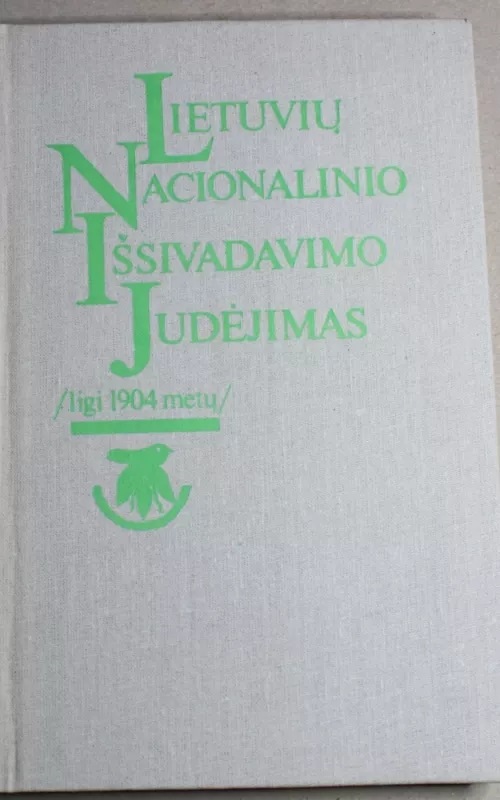 LIETUVIŲ
NACIONALINIO
IŠSIVADAVIMO
JUDĖJIMAS
/ligi 1904 metų/